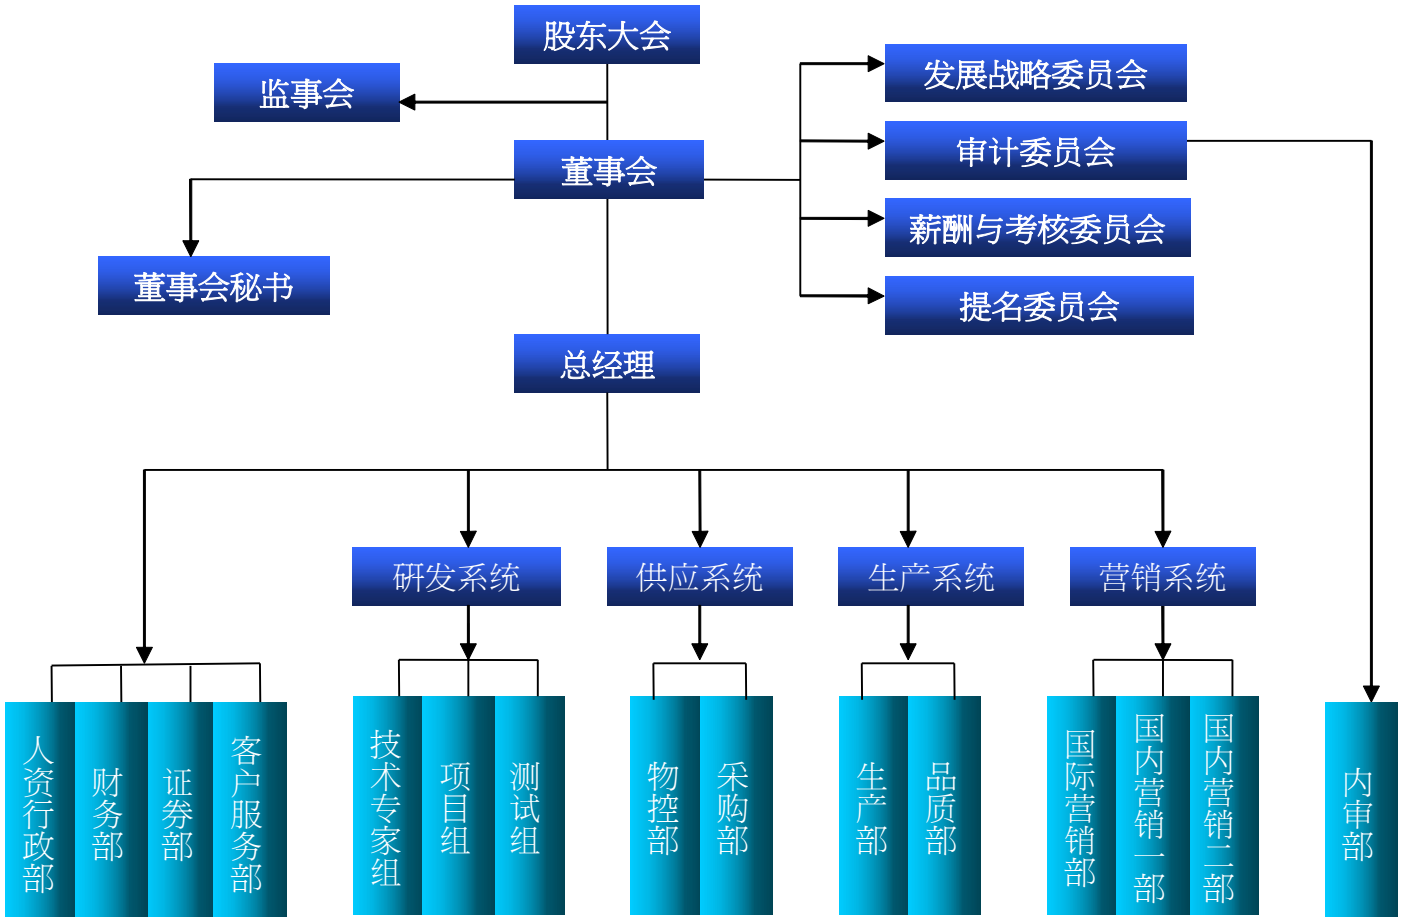 股东大会
监事会
发展战略委员会
审计委员会
董事会
薪酬与考核委员会
董事会秘书
提名委员会
总经理
研发系统
供应系统
生产系统
营销系统
人资行政部
财务部
证券部
客户服务部
技术专家组
项目组
测试组
物控部
采购部
生产部
品质部
国际营销部
国内营销一部
国内营销二部
内审部